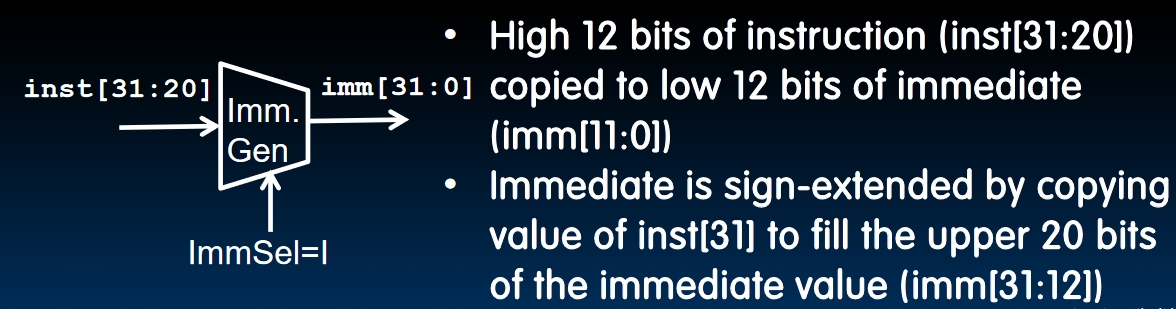 inst[31:20]
Imm.
Gen
imm[31:0]
ImmSel=I
• High 12 bits of instruction (inst[31:20])
copied to low 12 bits of immediate
(imm[11:0])
• Immediate is sign-extended by copying
value of inst[31] to fill the upper 20 bits
of the immediate value (imm[31:12])